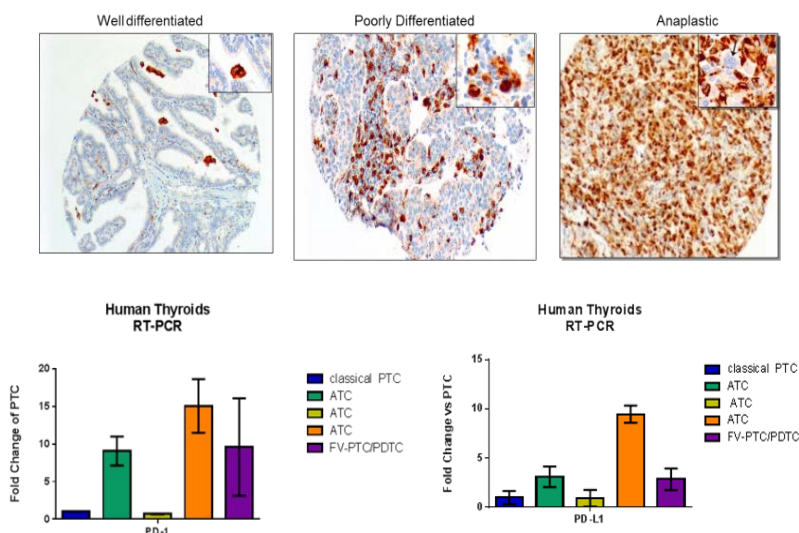 Well differentiated
Poorly Differentiated
Anaplastic
Human Thyroids
RT-PCR
Fold Change of PTC
20
15
10
5
0
PD-1
classical PTC
ATC
ATC
ATC
FV-PTC/PDTC
Human Thyroids
RT-PCR
Fold Change vs PTC
15
10
5
0
PD-L1
classical PTC
ATC
ATC
ATC
FV-PTC/PDTC